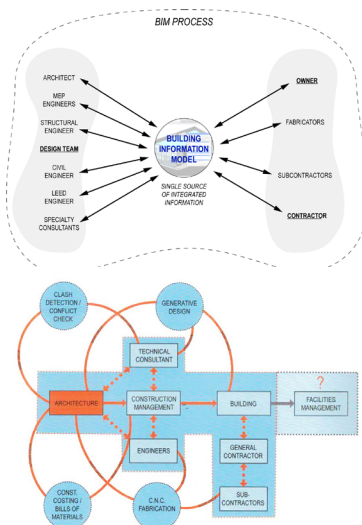 BIM PROCESS
ARCHITECT
MEP
ENGINEERS
STRUCTURAL
ENGINEER
DESIGN TEAM
CIVIL
ENGINEER
LEED
ENGINEER
SPECIALTY
CONSULTANTS
BUILDING
INFORMATION
MODEL
SINGLE SOURCE
OF INTEGRATED
INFORMATION
OWNER
FABRICATORS
SUBCONTRACTORS
CONTRACTOR
CLASH
DETECTION /
CONFLICT
CHECK
GENERATIVE
DESIGN
TECHNICAL
CONSULTANT
?
ARCHITECTURE
CONSTRUCTION
MANAGEMENT
BUILDING
FACILITIES
MANAGEMENT
ENGINEERS
GENERAL
CONTRACTOR
CONST.
COSTING /
BILLS OF
MATERIALS
C.N.C.
FABRICATION
SUB-
CONTRACTORS